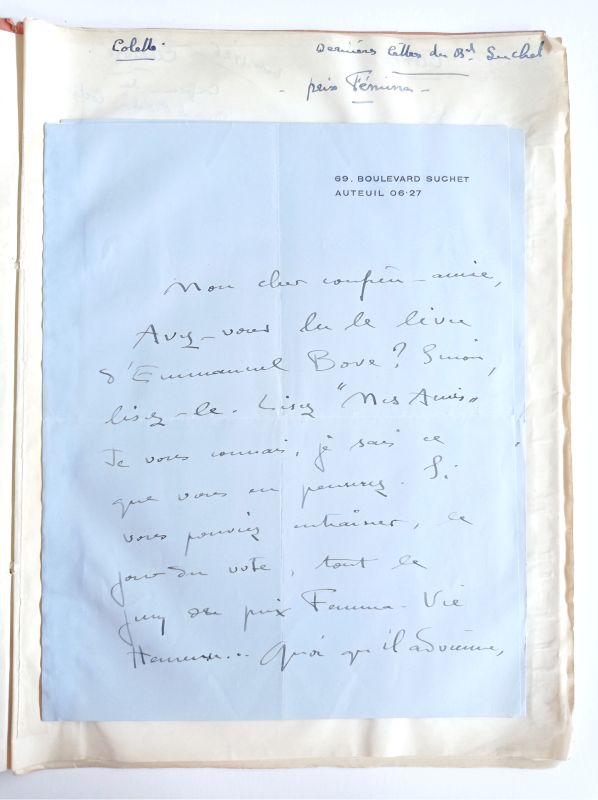 Colette
Dernières lettres du Bd Suchet
- prix Fémina -
69. BOULEVARD SUCHET
AUTEUIL 06·27
Mon cher confrère-amie,
Avez-vous lu le livre
d'Emmanuel Bove? Sinon,
lisez-le. Lisez "Mes Amis"
Je vous connais, je sais ce
que vous en penserez. Si
vous pouviez entraîner, le
jour du vote, tout le
jury du prix Femina-Vie
Heureuse... Quoi qu'il advienne,